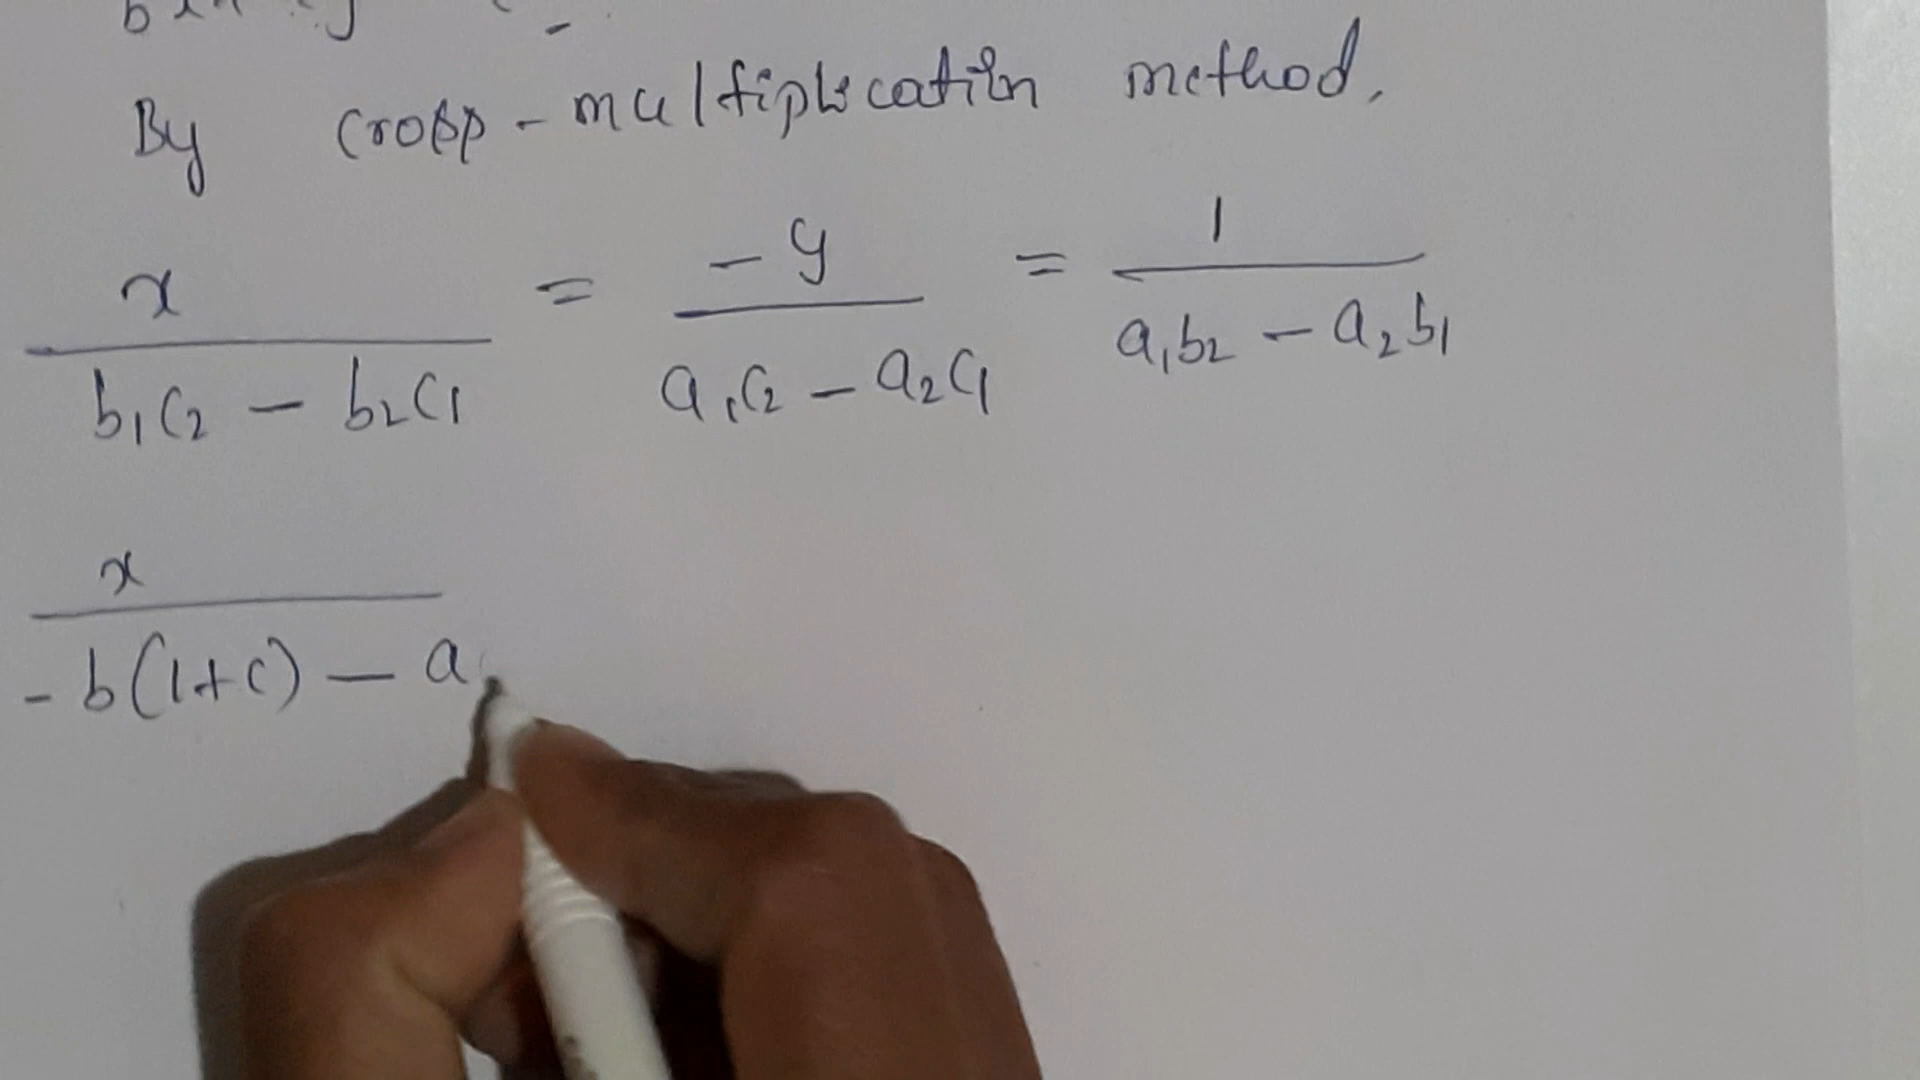 By cross-multiplication method,
x / b₁c₂ - b₂c₁ = -y / a₁c₂ - a₂c₁ = 1 / a₁b₂ - a₂b₁
x / -b(1+c) - a